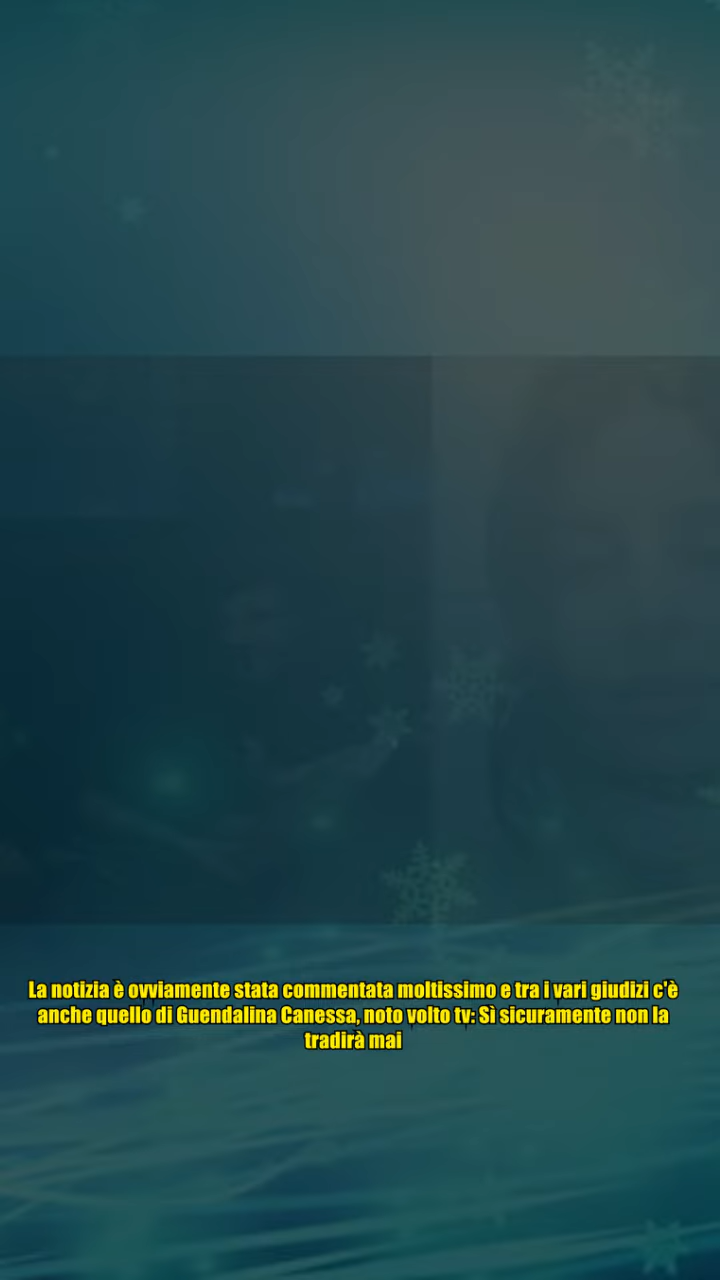 La notizia è ovviamente stata commentata moltissimo e tra i vari giudizi c'è
anche quello di Guendalina Canessa, noto volto tv: Sì sicuramente non la
tradirà mai